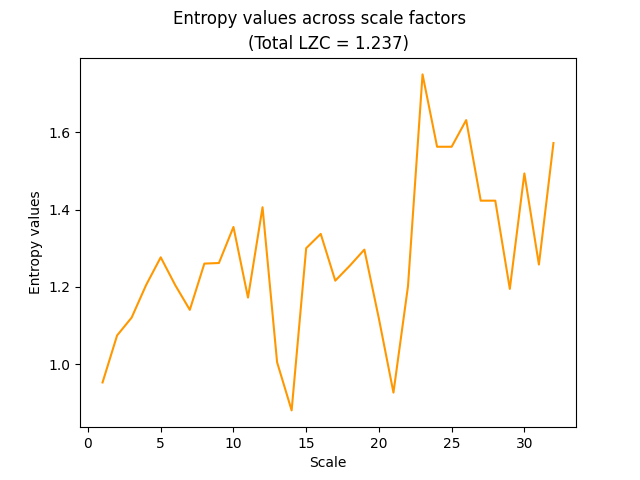 Entropy values across scale factors
(Total LZC = 1.237)
1.6
1.4
1.2
1.0
Entropy values
0 5 10 15 20 25 30
Scale